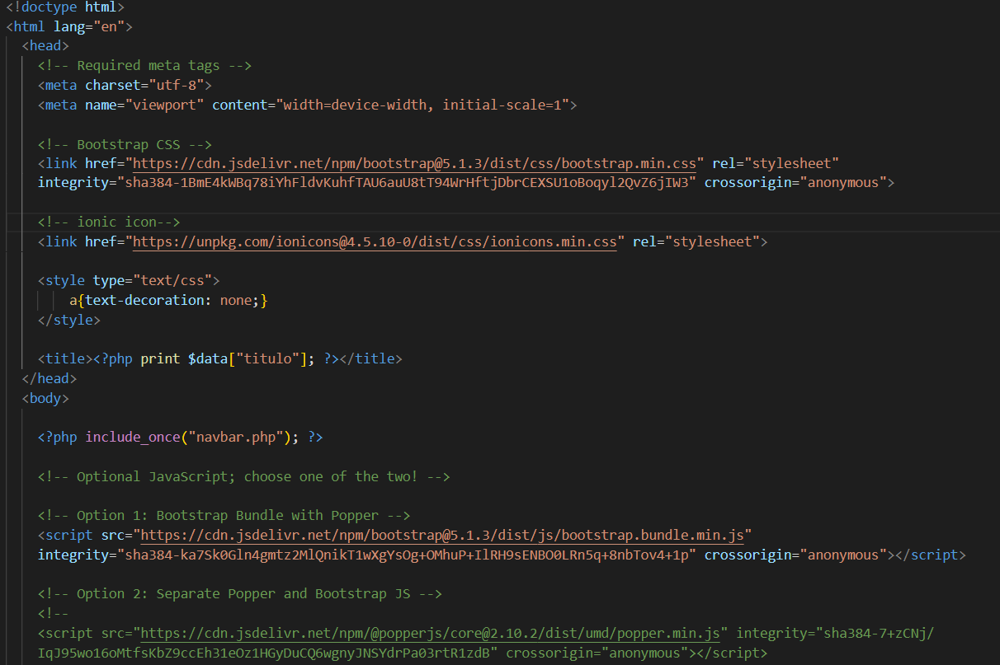 <!doctype html>
<html lang="en">
<head>
<!-- Required meta tags -->
<meta charset="utf-8">
<meta name="viewport" content="width=device-width, initial-scale=1">
<!-- Bootstrap CSS -->
<link href="https://cdn.jsdelivr.net/npm/bootstrap@5.1.3/dist/css/bootstrap.min.css" rel="stylesheet"
integrity="sha384-1BmE4kWBq78iYhFldvKuhfTAU6auU8tT94WrHftjDbrCEXSU1oBoqyl2QvZ6jIW3" crossorigin="anonymous">
<!-- ionic icon-->
<link href="https://unpkg.com/ionicons@4.5.10-0/dist/css/ionicons.min.css" rel="stylesheet">
<style type="text/css">
a{text-decoration: none;}
</style>
<title><?php print $data["titulo"]; ?></title>
</head>
<body>
<?php include_once("navbar.php"); ?>
<!-- Optional JavaScript; choose one of the two! -->
<!-- Option 1: Bootstrap Bundle with Popper -->
<script src="https://cdn.jsdelivr.net/npm/bootstrap@5.1.3/dist/js/bootstrap.bundle.min.js"
integrity="sha384-ka7Sk0Gln4gmtz2MlQnikT1wXgYsOg+OMhuP+IlRH9sENBO0LRn5q+8nbTov4+1p" crossorigin="anonymous"></script>
<!-- Option 2: Separate Popper and Bootstrap JS -->
<!--
<script src="https://cdn.jsdelivr.net/npm/@popperjs/core@2.10.2/dist/umd/popper.min.js" integrity="sha384-7+zCNj/
IqJ95wo16oMtfsKbZ9ccEh31eOz1HGyDuCQ6wgnyJNSYdrPa03rtR1zdB" crossorigin="anonymous"></script>